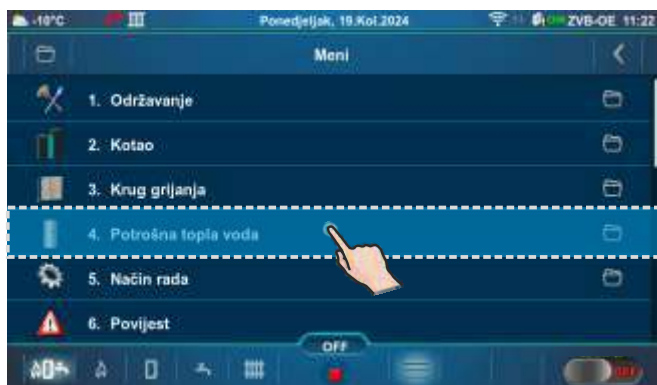 -10°C Ponedjeljak, 19.Kol.2024 ZVB-OE 11:22
Meni
1. Održavanje
2. Kotao
3. Krug grijanja
4. Potrošna topla voda
5. Način rada
6. Povijest
OFF
OFF